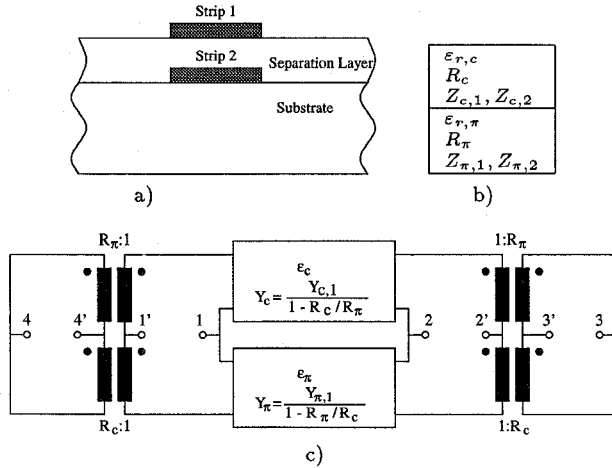 Strip 1
Strip 2
Separation Layer
Substrate
a)
ε_{r,c}
R_c
Z_{c,1}, Z_{c,2}
ε_{r,π}
R_π
Z_{π,1}, Z_{π,2}
b)
R_π:1
1:R_π
ε_c
Y_c = Y_{c,1} / (1 - R_c / R_π)
4 4' 1' 1 2 2' 3' 3
ε_π
Y_π = Y_{π,1} / (1 - R_π / R_c)
R_c:1
1:R_c
c)